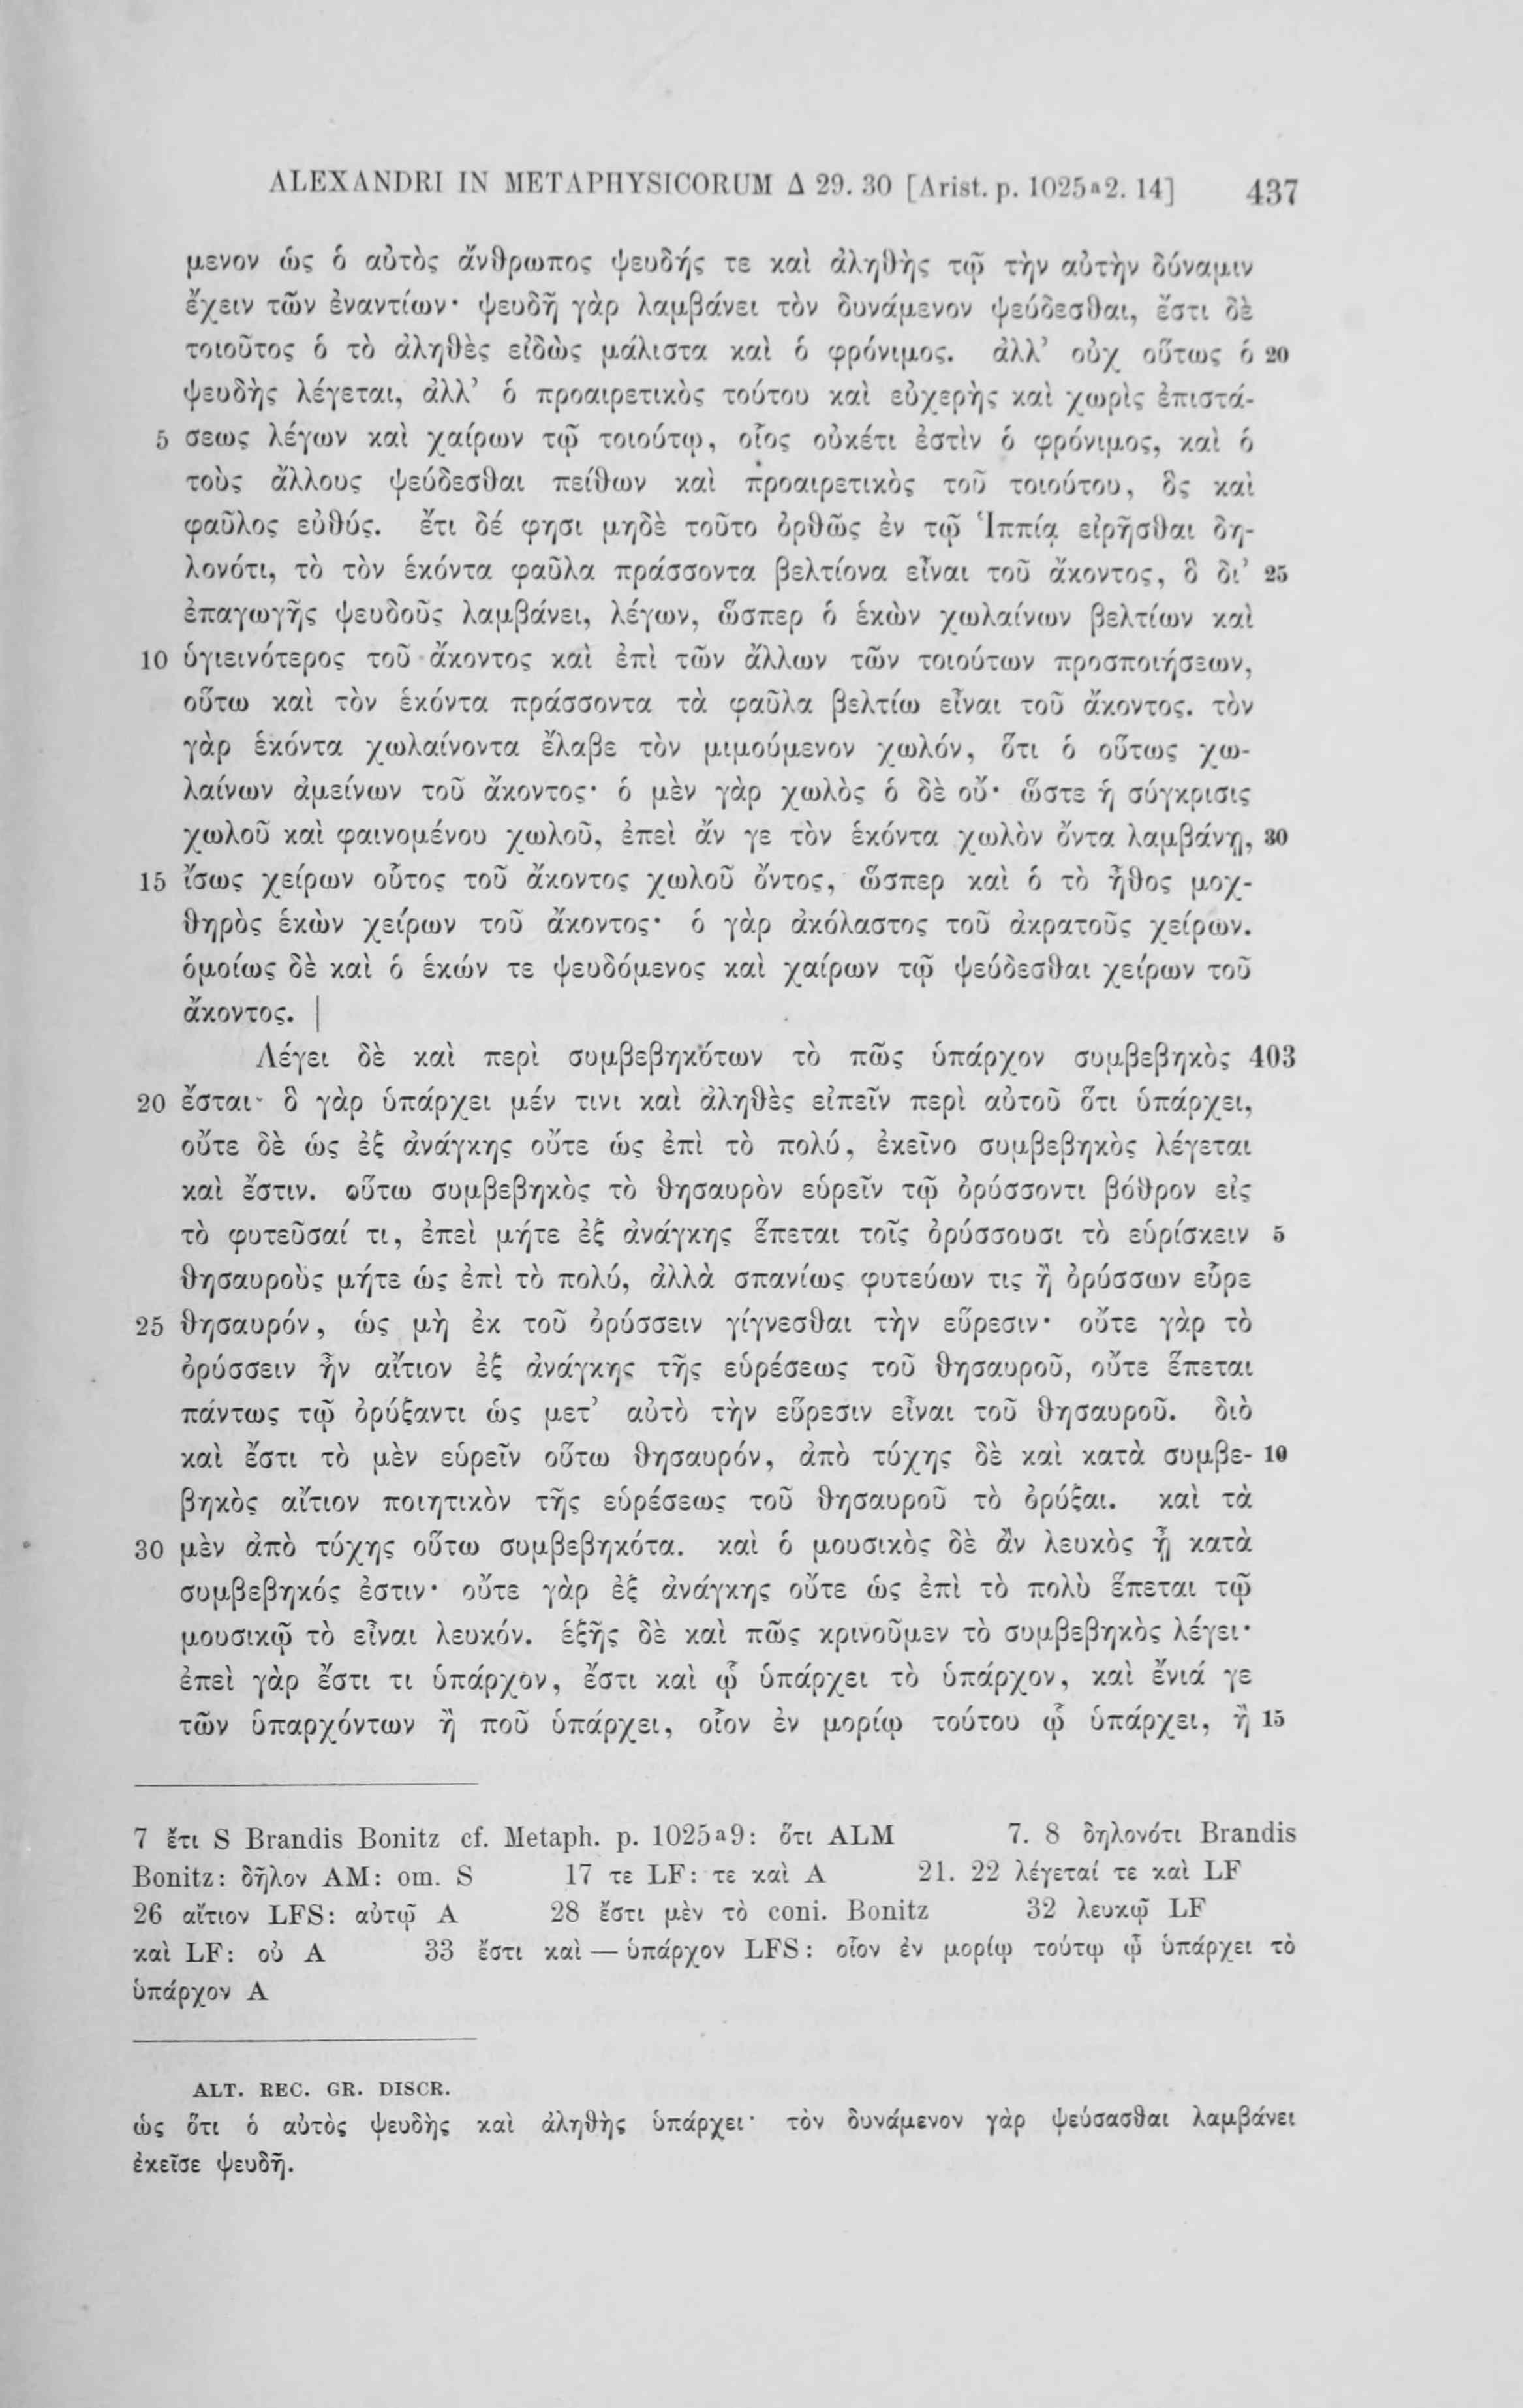 ALEXANDRI IN METAPHYSICORUM Δ 29. 30 [Arist. p. 1025ª2. 14] 437
μενον ὡς ὁ αὐτὸς ἄνθρωπος ψευδής τε καὶ ἀληθὴς τῷ τὴν αὐτὴν δύναμιν
ἔχειν τῶν ἐναντίων· ψευδῆ γὰρ λαμβάνει τὸν δυνάμενον ψεύδεσθαι, ἔστι δὲ
τοιοῦτος ὁ τὸ ἀληθὲς εἰδὼς μάλιστα καὶ ὁ φρόνιμος. ἀλλ’ οὐχ οὕτως ὁ 20
ψευδὴς λέγεται, ἀλλ’ ὁ προαιρετικὸς τούτου καὶ εὐχερὴς καὶ χωρὶς ἐπιστά-
5 σεως λέγων καὶ χαίρων τῷ τοιούτῳ, οἷος οὐκέτι ἐστὶν ὁ φρόνιμος, καὶ ὁ
τοὺς ἄλλους ψεύδεσθαι πείθων καὶ προαιρετικὸς τοῦ τοιούτου, ὃς καὶ
φαῦλος εὐθύς. ἔτι δέ φησι μηδὲ τοῦτο ὀρθῶς ἐν τῷ Ἱππίᾳ εἰρῆσθαι δη-
λονότι, τὸ τὸν ἑκόντα φαῦλα πράσσοντα βελτίονα εἶναι τοῦ ἄκοντος, ὃ δι’ 25
ἐπαγωγῆς ψευδοῦς λαμβάνει, λέγων, ὥσπερ ὁ ἑκὼν χωλαίνων βελτίων καὶ
10 ὑγιεινότερος τοῦ ἄκοντος καὶ ἐπὶ τῶν ἄλλων τῶν τοιούτων προσποιήσεων,
οὕτω καὶ τὸν ἑκόντα πράσσοντα τὰ φαῦλα βελτίω εἶναι τοῦ ἄκοντος. τὸν
γὰρ ἑκόντα χωλαίνοντα ἔλαβε τὸν μιμούμενον χωλόν, ὅτι ὁ οὕτως χω-
λαίνων ἀμείνων τοῦ ἄκοντος· ὁ μὲν γὰρ χωλὸς ὁ δὲ οὔ· ὥστε ἡ σύγκρισις
χωλοῦ καὶ φαινομένου χωλοῦ, ἐπεὶ ἄν γε τὸν ἑκόντα χωλὸν ὄντα λαμβάνῃ, 30
15 ἴσως χείρων οὗτος τοῦ ἄκοντος χωλοῦ ὄντος, ὥσπερ καὶ ὁ τὸ ἦθος μοχ-
θηρὸς ἑκὼν χείρων τοῦ ἄκοντος· ὁ γὰρ ἀκόλαστος τοῦ ἀκρατοῦς χείρων.
ὁμοίως δὲ καὶ ὁ ἑκών τε ψευδόμενος καὶ χαίρων τῷ ψεύδεσθαι χείρων τοῦ
ἄκοντος. |
Λέγει δὲ καὶ περὶ συμβεβηκότων τὸ πῶς ὑπάρχον συμβεβηκὸς 403
20 ἔσται· ὃ γὰρ ὑπάρχει μέν τινι καὶ ἀληθὲς εἰπεῖν περὶ αὐτοῦ ὅτι ὑπάρχει,
οὔτε δὲ ὡς ἐξ ἀνάγκης οὔτε ὡς ἐπὶ τὸ πολύ, ἐκεῖνο συμβεβηκὸς λέγεται
καὶ ἔστιν. οὕτω συμβεβηκὸς τὸ θησαυρὸν εὑρεῖν τῷ ὀρύσσοντι βόθρον εἰς
τὸ φυτεῦσαί τι, ἐπεὶ μήτε ἐξ ἀνάγκης ἕπεται τοῖς ὀρύσσουσι τὸ εὑρίσκειν 5
θησαυροὺς μήτε ὡς ἐπὶ τὸ πολύ, ἀλλὰ σπανίως φυτεύων τις ἢ ὀρύσσων εὗρε
25 θησαυρόν, ὡς μὴ ἐκ τοῦ ὀρύσσειν γίγνεσθαι τὴν εὕρεσιν· οὔτε γὰρ τὸ
ὀρύσσειν ἦν αἴτιον ἐξ ἀνάγκης τῆς εὑρέσεως τοῦ θησαυροῦ, οὔτε ἕπεται
πάντως τῷ ὀρύξαντι ὡς μετ’ αὐτὸ τὴν εὕρεσιν εἶναι τοῦ θησαυροῦ. διὸ
καὶ ἔστι τὸ μὲν εὑρεῖν οὕτω θησαυρόν, ἀπὸ τύχης δὲ καὶ κατὰ συμβε- 10
βηκὸς αἴτιον ποιητικὸν τῆς εὑρέσεως τοῦ θησαυροῦ τὸ ὀρύξαι. καὶ τὰ
30 μὲν ἀπὸ τύχης οὕτω συμβεβηκότα. καὶ ὁ μουσικὸς δὲ ἂν λευκὸς ᾖ κατὰ
συμβεβηκός ἐστιν· οὔτε γὰρ ἐξ ἀνάγκης οὔτε ὡς ἐπὶ τὸ πολὺ ἕπεται τῷ
μουσικῷ τὸ εἶναι λευκόν. ἑξῆς δὲ καὶ πῶς κρινοῦμεν τὸ συμβεβηκὸς λέγει·
ἐπεὶ γὰρ ἔστι τι ὑπάρχον, ἔστι καὶ ᾧ ὑπάρχει τὸ ὑπάρχον, καὶ ἔνιά γε
τῶν ὑπαρχόντων ἢ ποῦ ὑπάρχει, οἷον ἐν μορίῳ τούτου ᾧ ὑπάρχει, ἢ 15
7 ἔτι S Brandis Bonitz cf. Metaph. p. 1025ª9: ὅτι ALM 7. 8 δηλονότι Brandis
Bonitz: δῆλον AM: om. S 17 τε LF: τε καὶ A 21. 22 λέγεταί τε καὶ LF
26 αἴτιον LFS: αὐτῷ A 28 ἔστι μὲν τὸ coni. Bonitz 32 λευκῷ LF
καὶ LF: οὐ A 33 ἔστι καὶ — ὑπάρχον LFS: οἷον ἐν μορίῳ τούτῳ ᾧ ὑπάρχει τὸ
ὑπάρχον A
ALT. REC. GR. DISCR.
ὡς ὅτι ὁ αὐτὸς ψευδὴς καὶ ἀληθὴς ὑπάρχει· τὸν δυνάμενον γὰρ ψεύσασθαι λαμβάνει
ἐκεῖσε ψευδῆ.